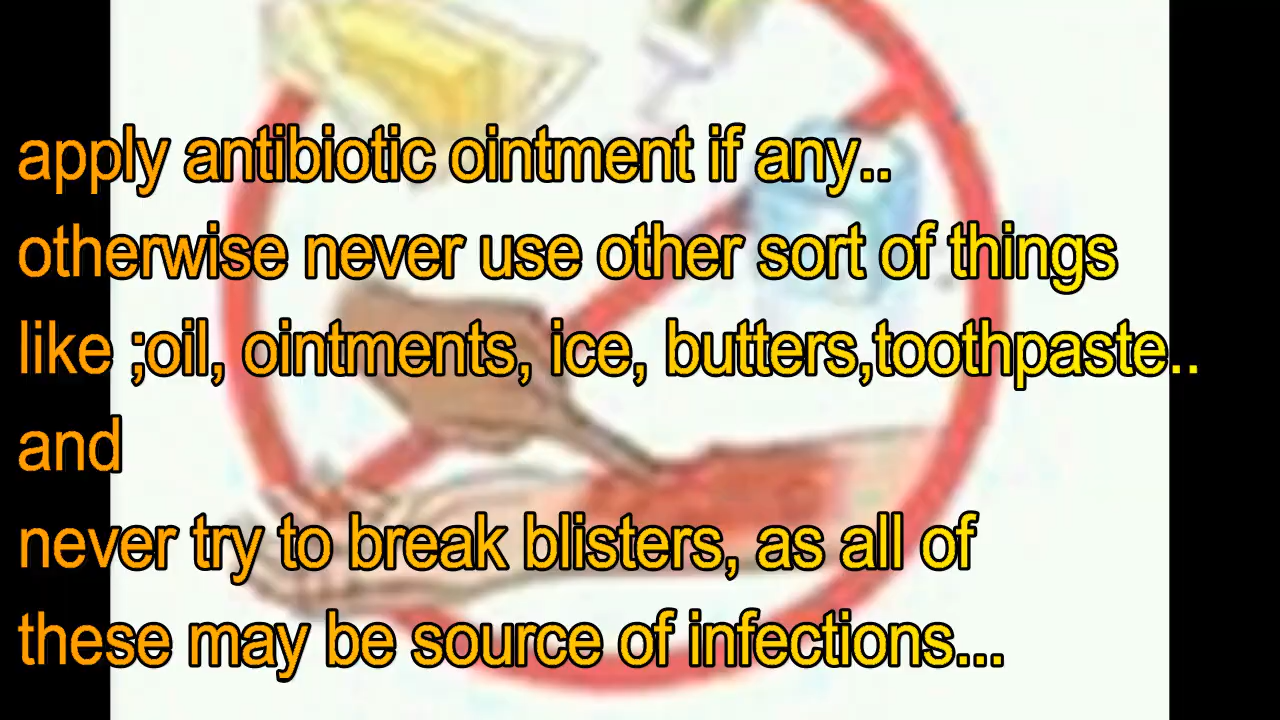 apply antibiotic ointment if any..
otherwise never use other sort of things
like ;oil, ointments, ice, butters,toothpaste..
and
never try to break blisters, as all of
these may be source of infections...